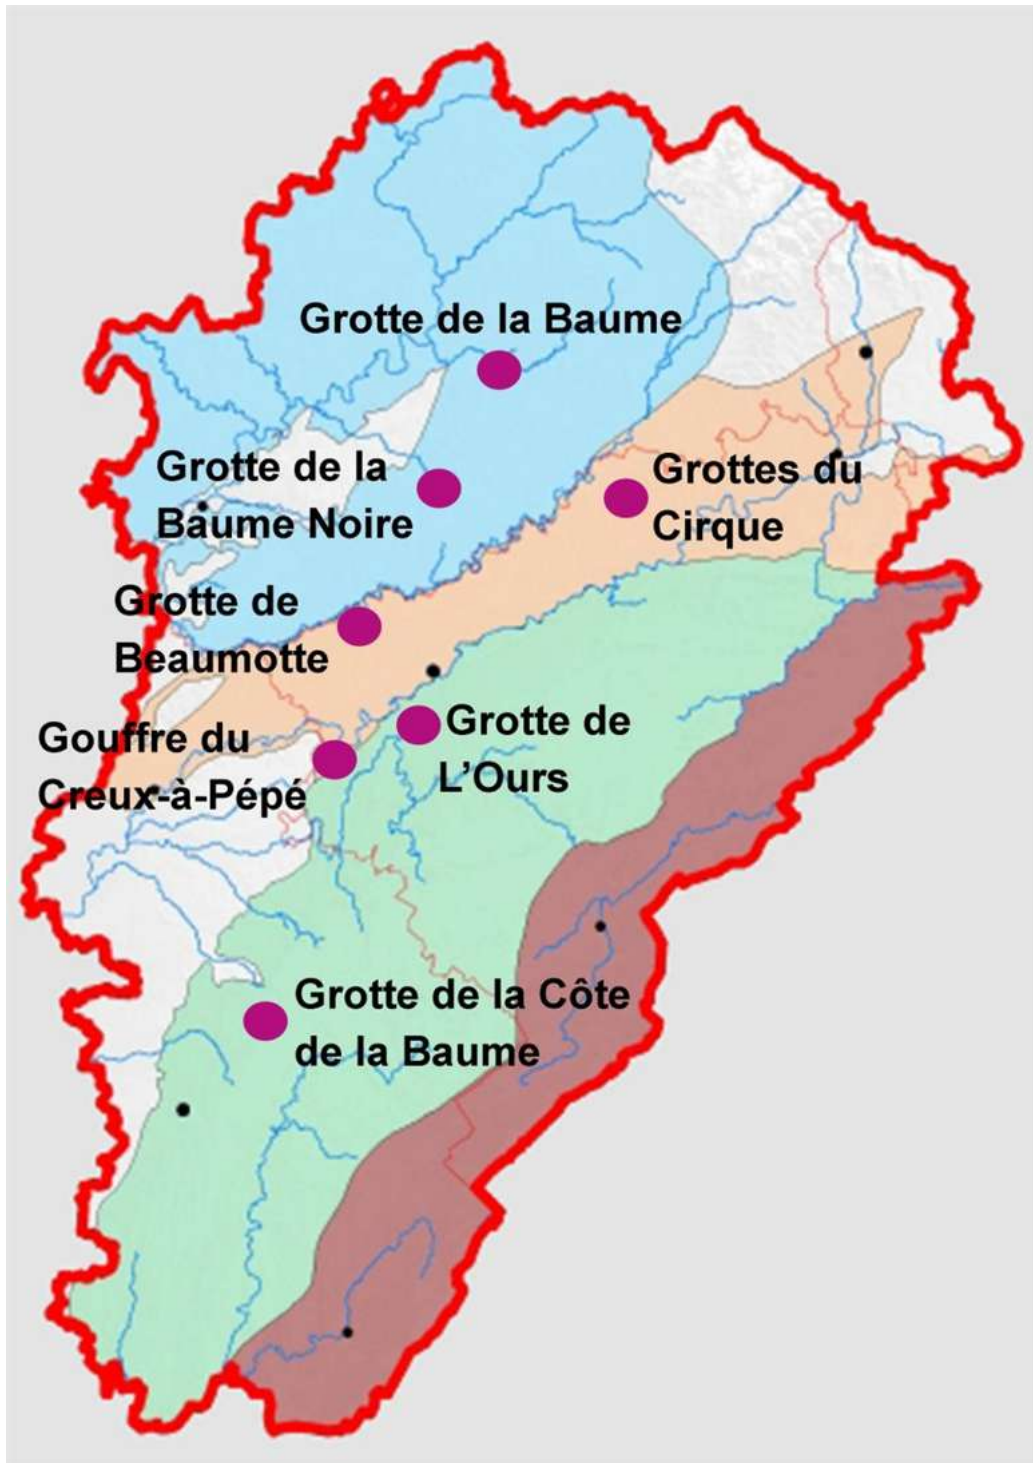 Grotte de la Baume
Grotte de la
Baume Noire
Grottes du
Cirque
Grotte de
Beaumotte
Gouffre du
Creux-à-Pépé
Grotte de
L'Ours
Grotte de la Côte
de la Baume